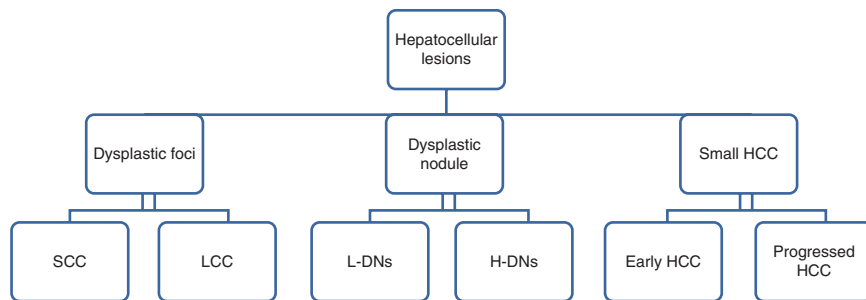 Hepatocellular
lesions
Dysplastic foci
Dysplastic
nodule
Small HCC
SCC
LCC
L-DNs
H-DNs
Early HCC
Progressed
HCC